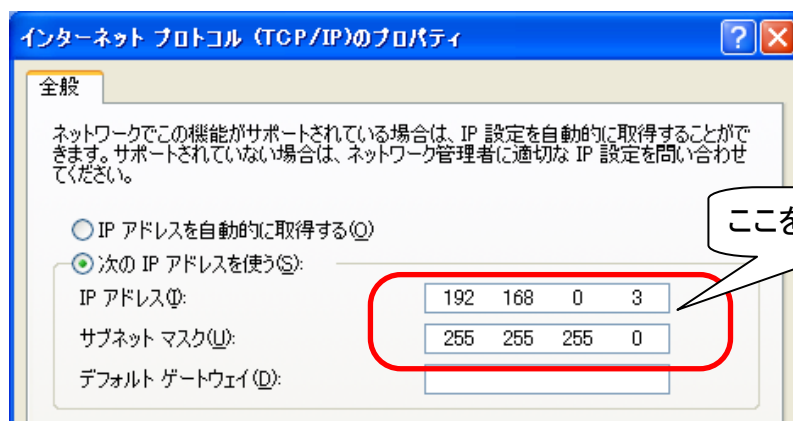 インターネット プロトコル (TCP/IP)のプロパティ
全般
ネットワークでこの機能がサポートされている場合は、IP 設定を自動的に取得することがで
きます。サポートされていない場合は、ネットワーク管理者に適切な IP 設定を問い合わせ
てください。
IP アドレスを自動的に取得する(O)
ここを
次の IP アドレスを使う(S):
IP アドレス(I): 192 168 0 3
サブネット マスク(U): 255 255 255 0
デフォルト ゲートウェイ(D):